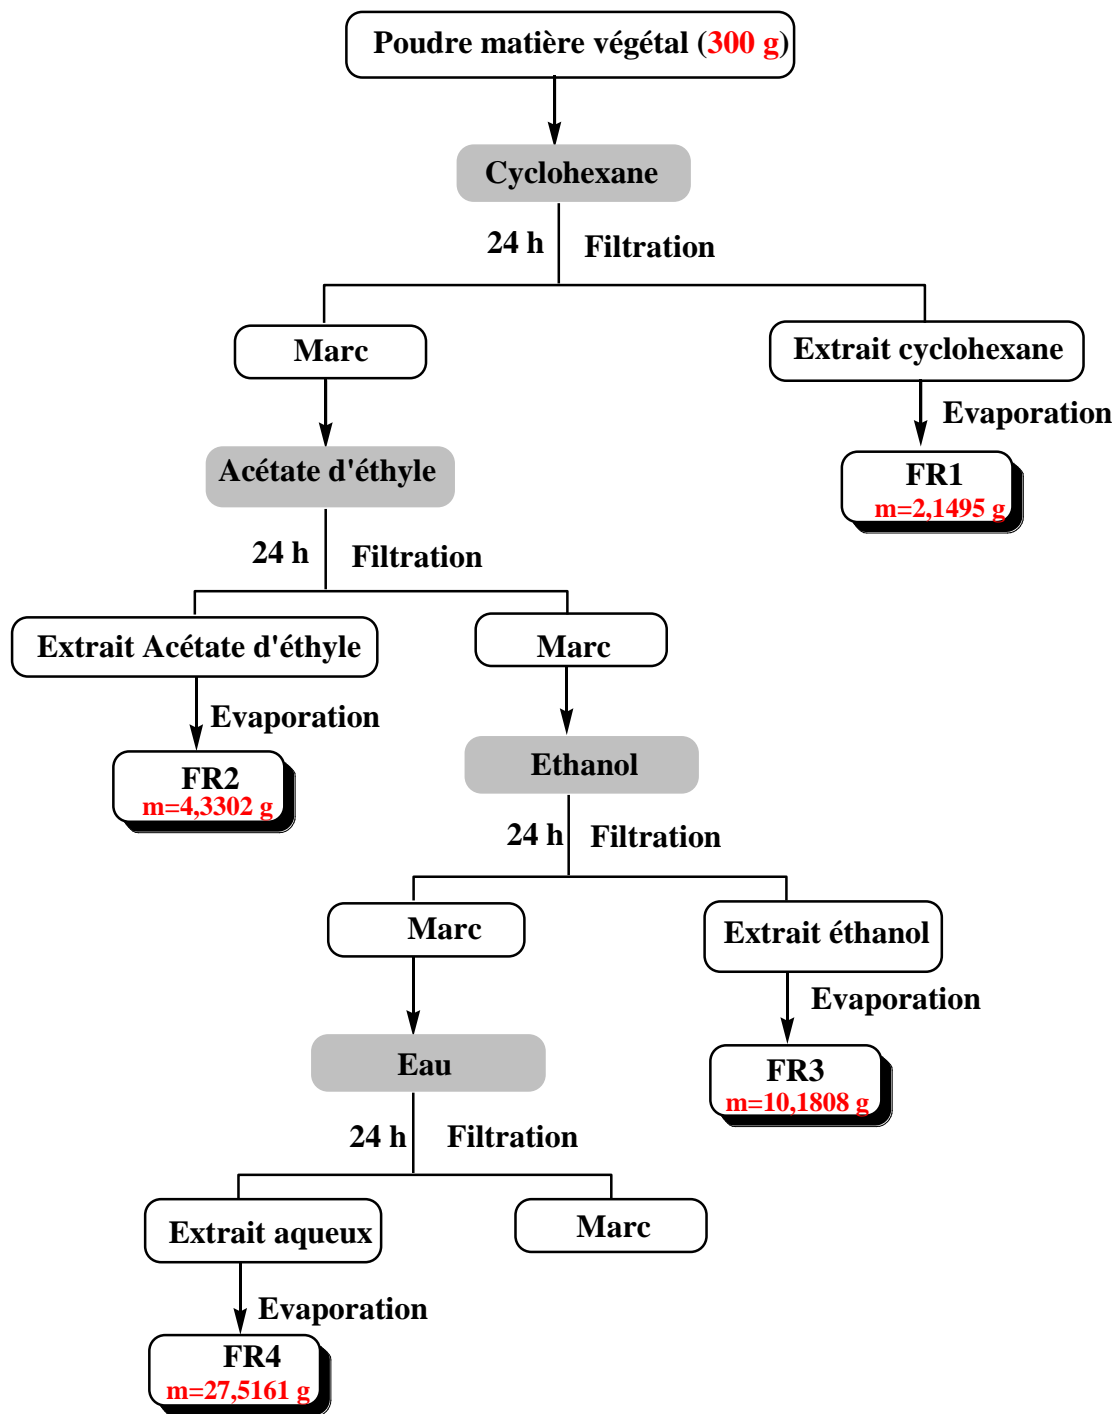 Poudre matière végétal (300 g)
Cyclohexane
24 h Filtration
Marc
Extrait cyclohexane
Evaporation
FR1
m=2,1495 g
Acétate d'éthyle
24 h Filtration
Extrait Acétate d'éthyle
Marc
Evaporation
FR2
m=4,3302 g
Ethanol
24 h Filtration
Marc
Extrait éthanol
Evaporation
FR3
m=10,1808 g
Eau
24 h Filtration
Extrait aqueux
Marc
Evaporation
FR4
m=27,5161 g